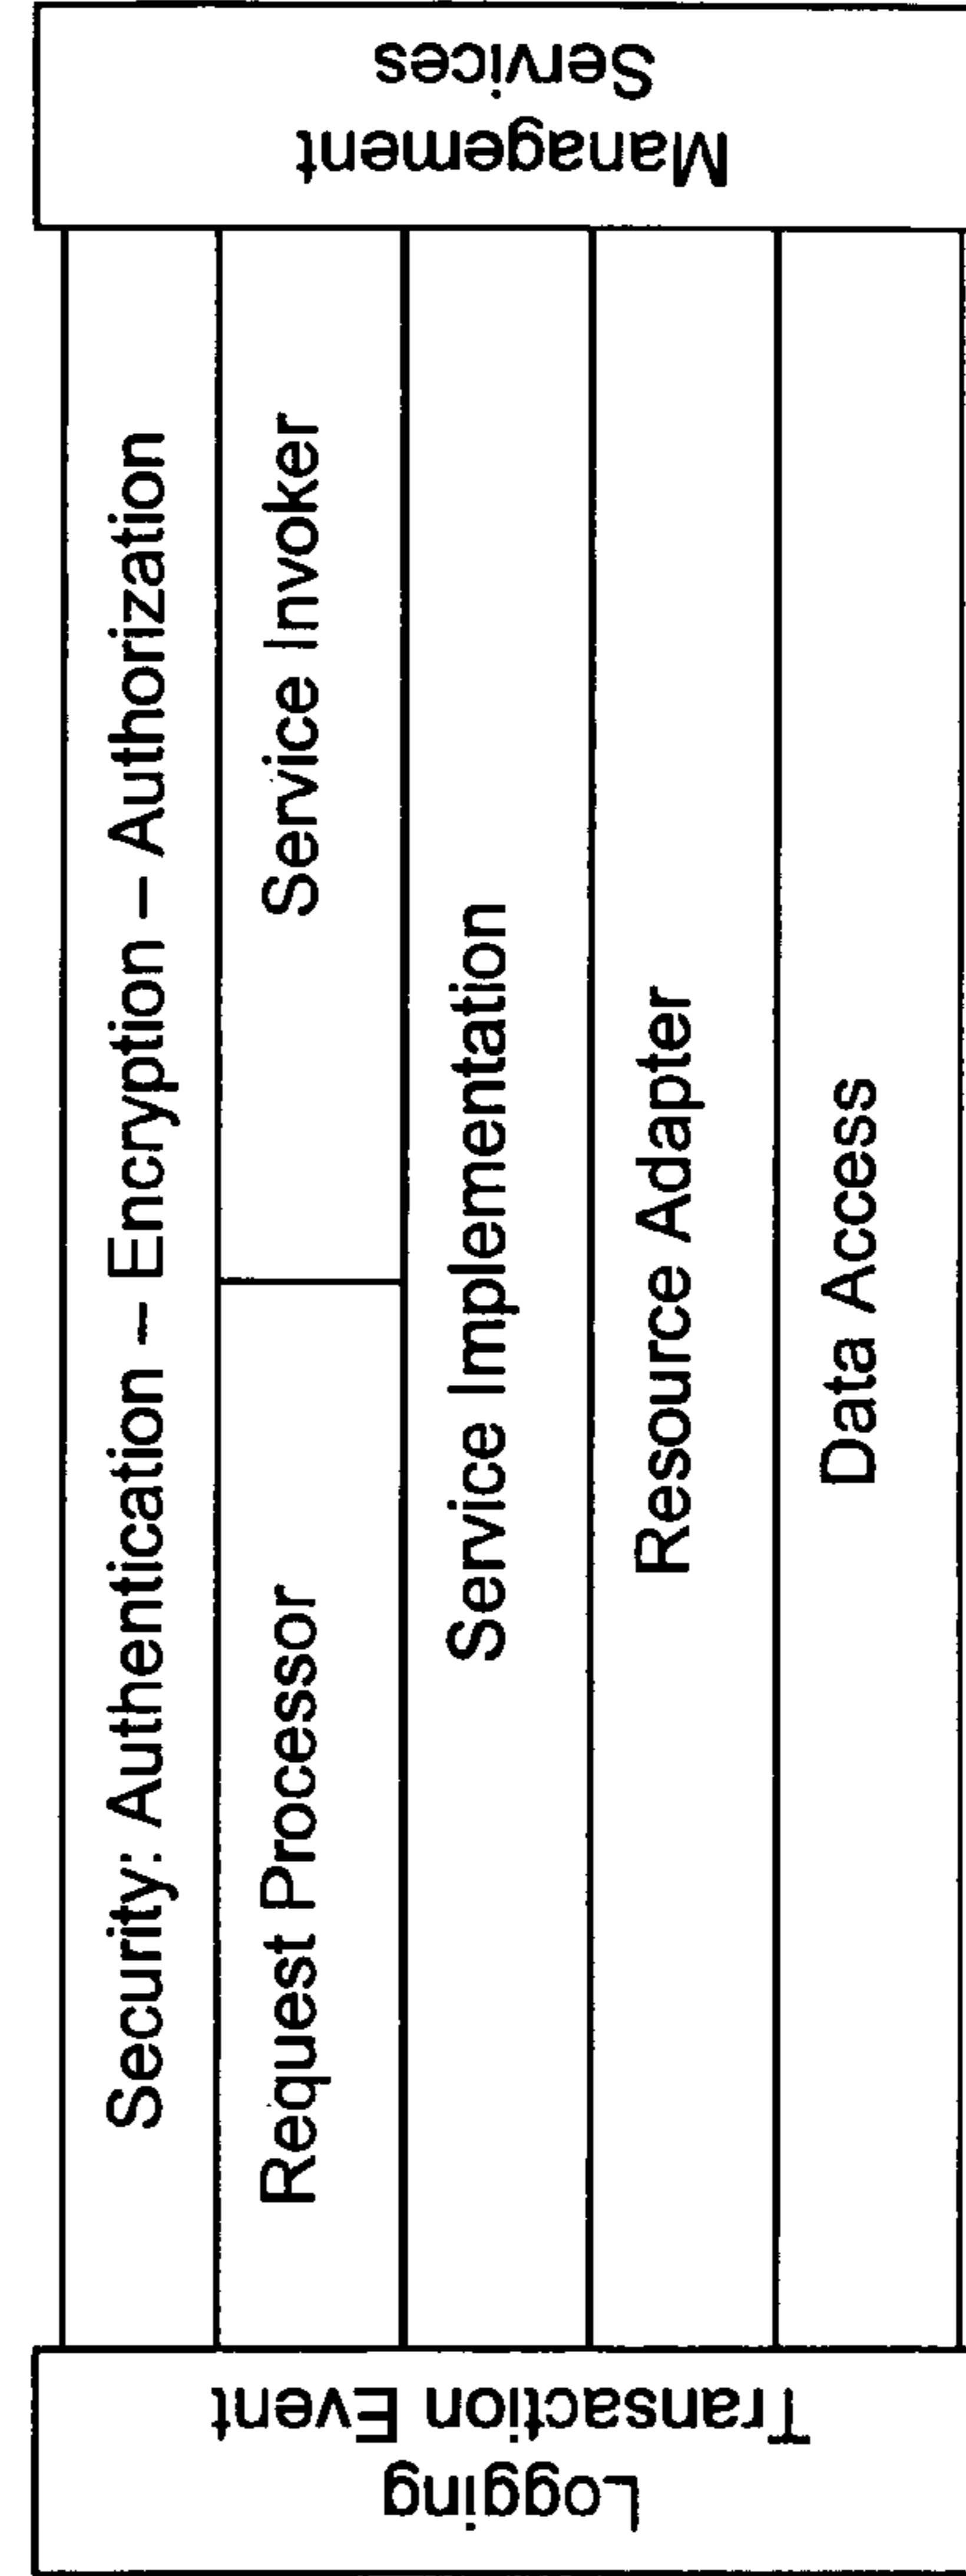 Logging
Transaction Event
Security: Authentication – Encryption – Authorization
Request Processor
Service Invoker
Service Implementation
Resource Adapter
Data Access
Management
Services